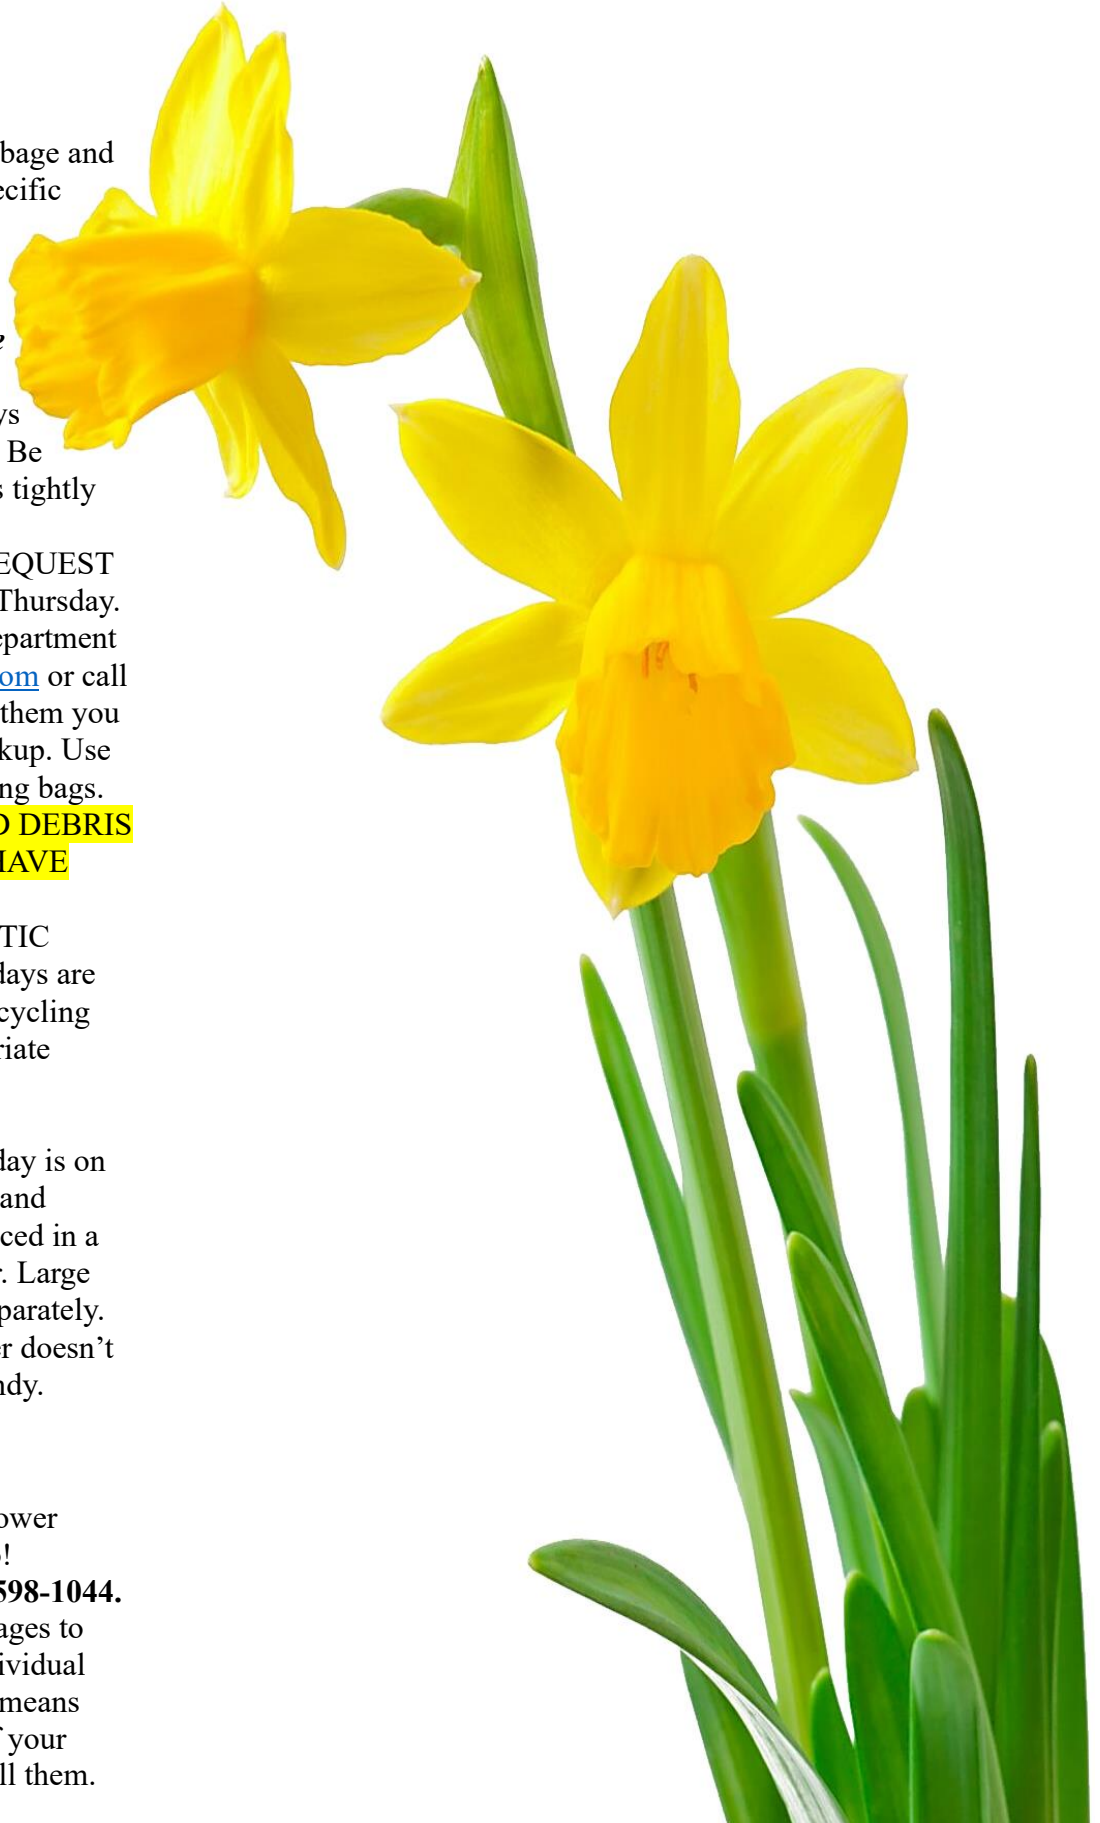 bage and
ecific
e
ys
Be
s tightly
EQUEST
Thursday.
epartment
om or call
them you
kup. Use
ng bags.
D DEBRIS
HAVE
TIC
days are
cycling
riate
day is on
and
ced in a
r. Large
parately.
er doesn’t
ndy.
ower
!
598-1044.
ages to
ividual
means
f your
ll them.